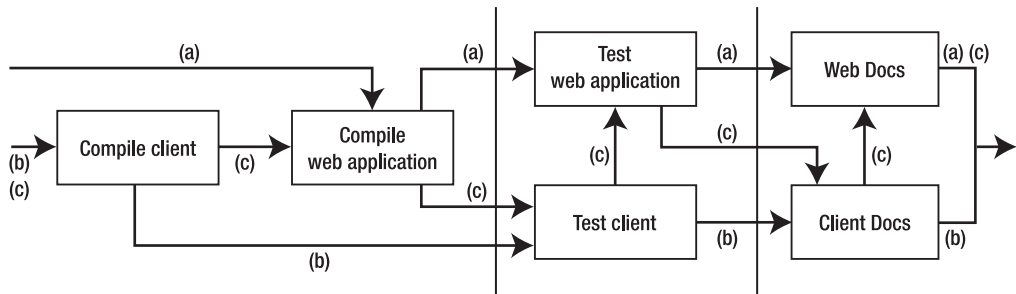 (a)
(a)
Test
web application
(a)
Web Docs
(a) (c)
(b)
(c)
Compile client
(c)
Compile
web application
(c)
(c)
(c)
(c)
Test client
(b)
Client Docs
(b)
(b)